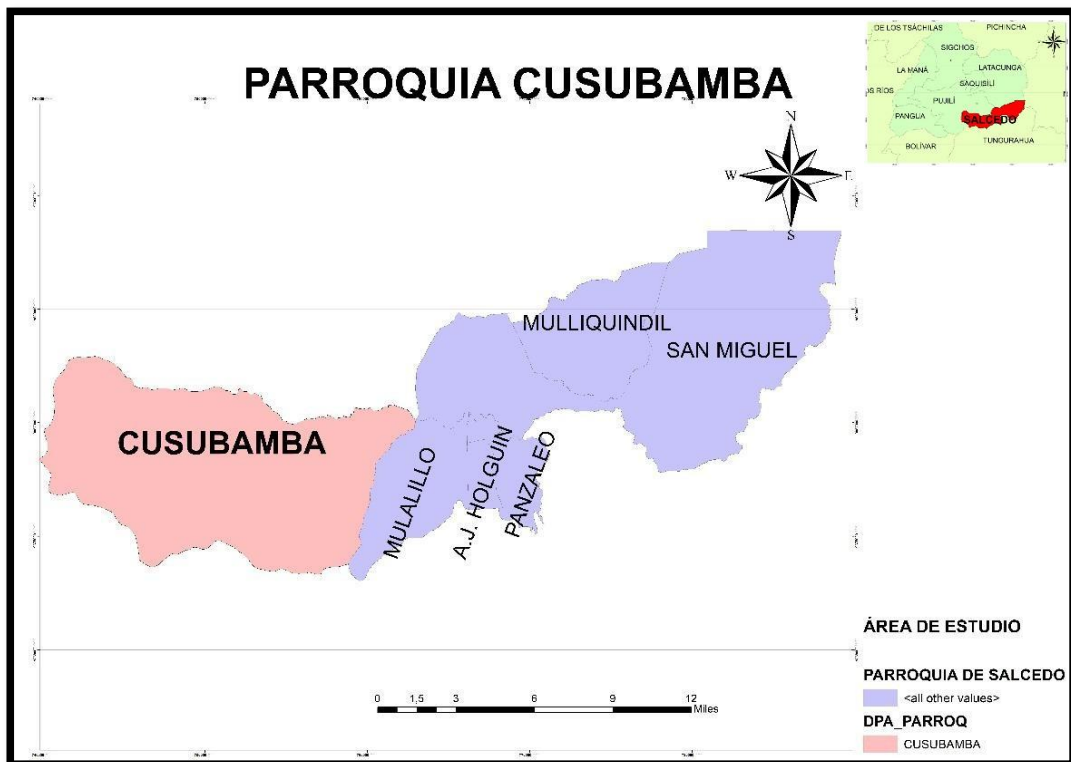 PARROQUIA CUSUBAMBA
DE LOS TSÁCHILAS
PICHINCHA
SIGCHOS
LA MANÁ
LATACUNGA
SAQUISILÍ
OS RÍOS
PUJILÍ
PANGUA
SALCEDO
BOLÍVAR
TUNGURAHUA
N
W
E
S
MULLIQUINDIL
SAN MIGUEL
CUSUBAMBA
MULALILLO
A.J. HOLGUIN
PANZALEO
0 1,5 3 6 9 12
Miles
ÁREA DE ESTUDIO
PARROQUIA DE SALCEDO
<all other values>
DPA_PARROQ
CUSUBAMBA